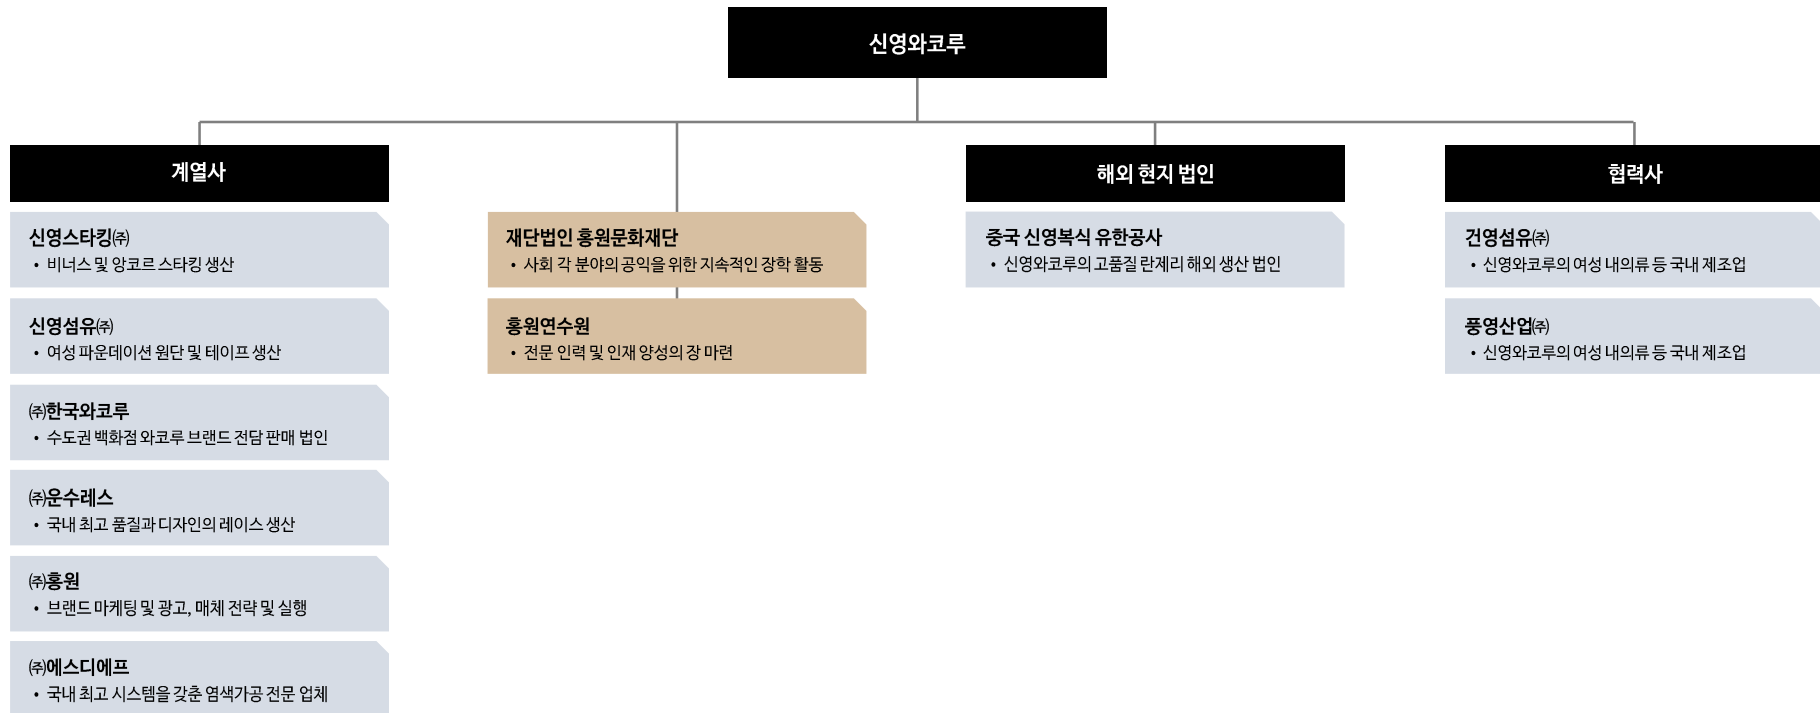 신영와코루
계열사
신영스타킹㈜
• 비너스 및 앙코르 스타킹 생산
신영섬유㈜
• 여성 파운데이션 원단 및 테이프 생산
㈜한국와코루
• 수도권 백화점 와코루 브랜드 전담 판매 법인
㈜운수레스
• 국내 최고 품질과 디자인의 레이스 생산
㈜홍원
• 브랜드 마케팅 및 광고, 매체 전략 및 실행
㈜에스디에프
• 국내 최고 시스템을 갖춘 염색가공 전문 업체
재단법인 홍원문화재단
• 사회 각 분야의 공익을 위한 지속적인 장학 활동
홍원연수원
• 전문 인력 및 인재 양성의 장 마련
해외 현지 법인
중국 신영복식 유한공사
• 신영와코루의 고품질 란제리 해외 생산 법인
협력사
건영섬유㈜
• 신영와코루의 여성 내의류 등 국내 제조업
풍영산업㈜
• 신영와코루의 여성 내의류 등 국내 제조업